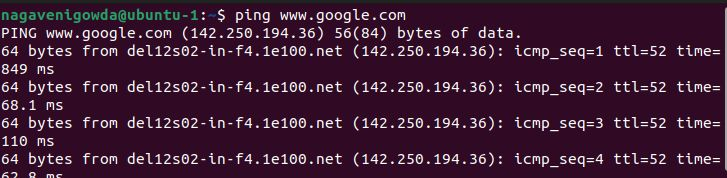 nagavenigowda@ubuntu-1:~$ ping www.google.com
PING www.google.com (142.250.194.36) 56(84) bytes of data.
64 bytes from del12s02-in-f4.1e100.net (142.250.194.36): icmp_seq=1 ttl=52 time=
849 ms
64 bytes from del12s02-in-f4.1e100.net (142.250.194.36): icmp_seq=2 ttl=52 time=
68.1 ms
64 bytes from del12s02-in-f4.1e100.net (142.250.194.36): icmp_seq=3 ttl=52 time=
110 ms
64 bytes from del12s02-in-f4.1e100.net (142.250.194.36): icmp_seq=4 ttl=52 time=
62.8 ms